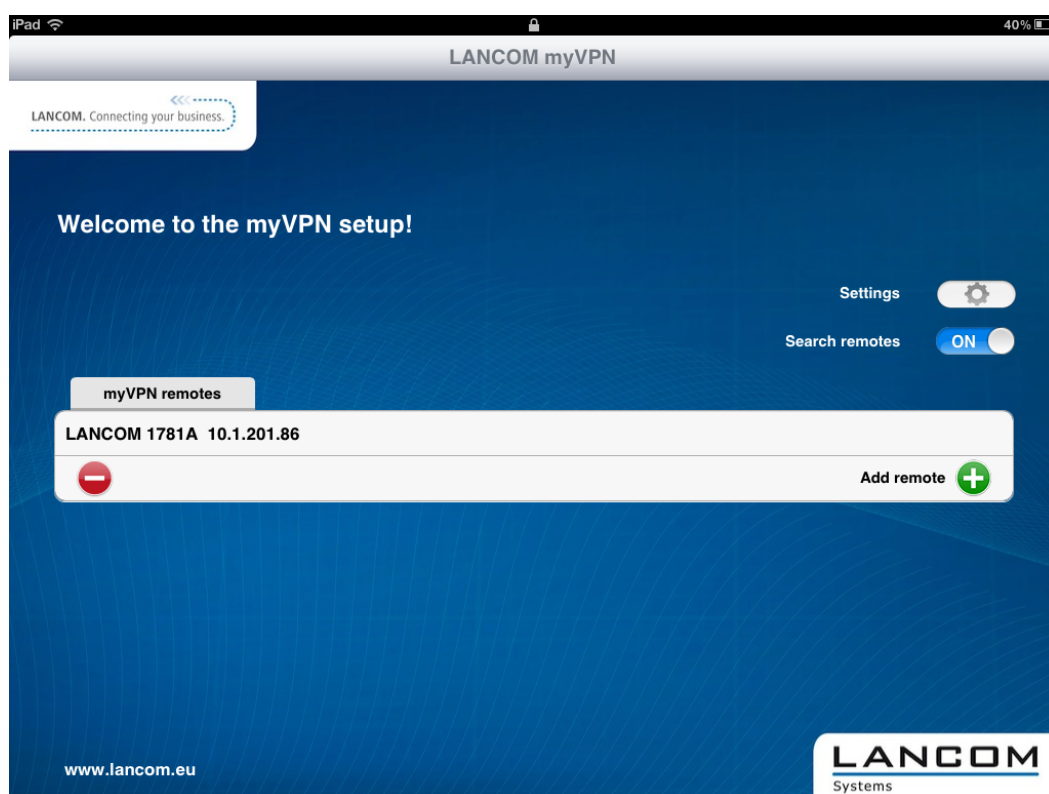 iPad 40%
LANCOM myVPN
LANCOM. Connecting your business.
Welcome to the myVPN setup!
Settings
Search remotes ON
myVPN remotes
LANCOM 1781A 10.1.201.86
Add remote
www.lancom.eu
LANCOM
Systems